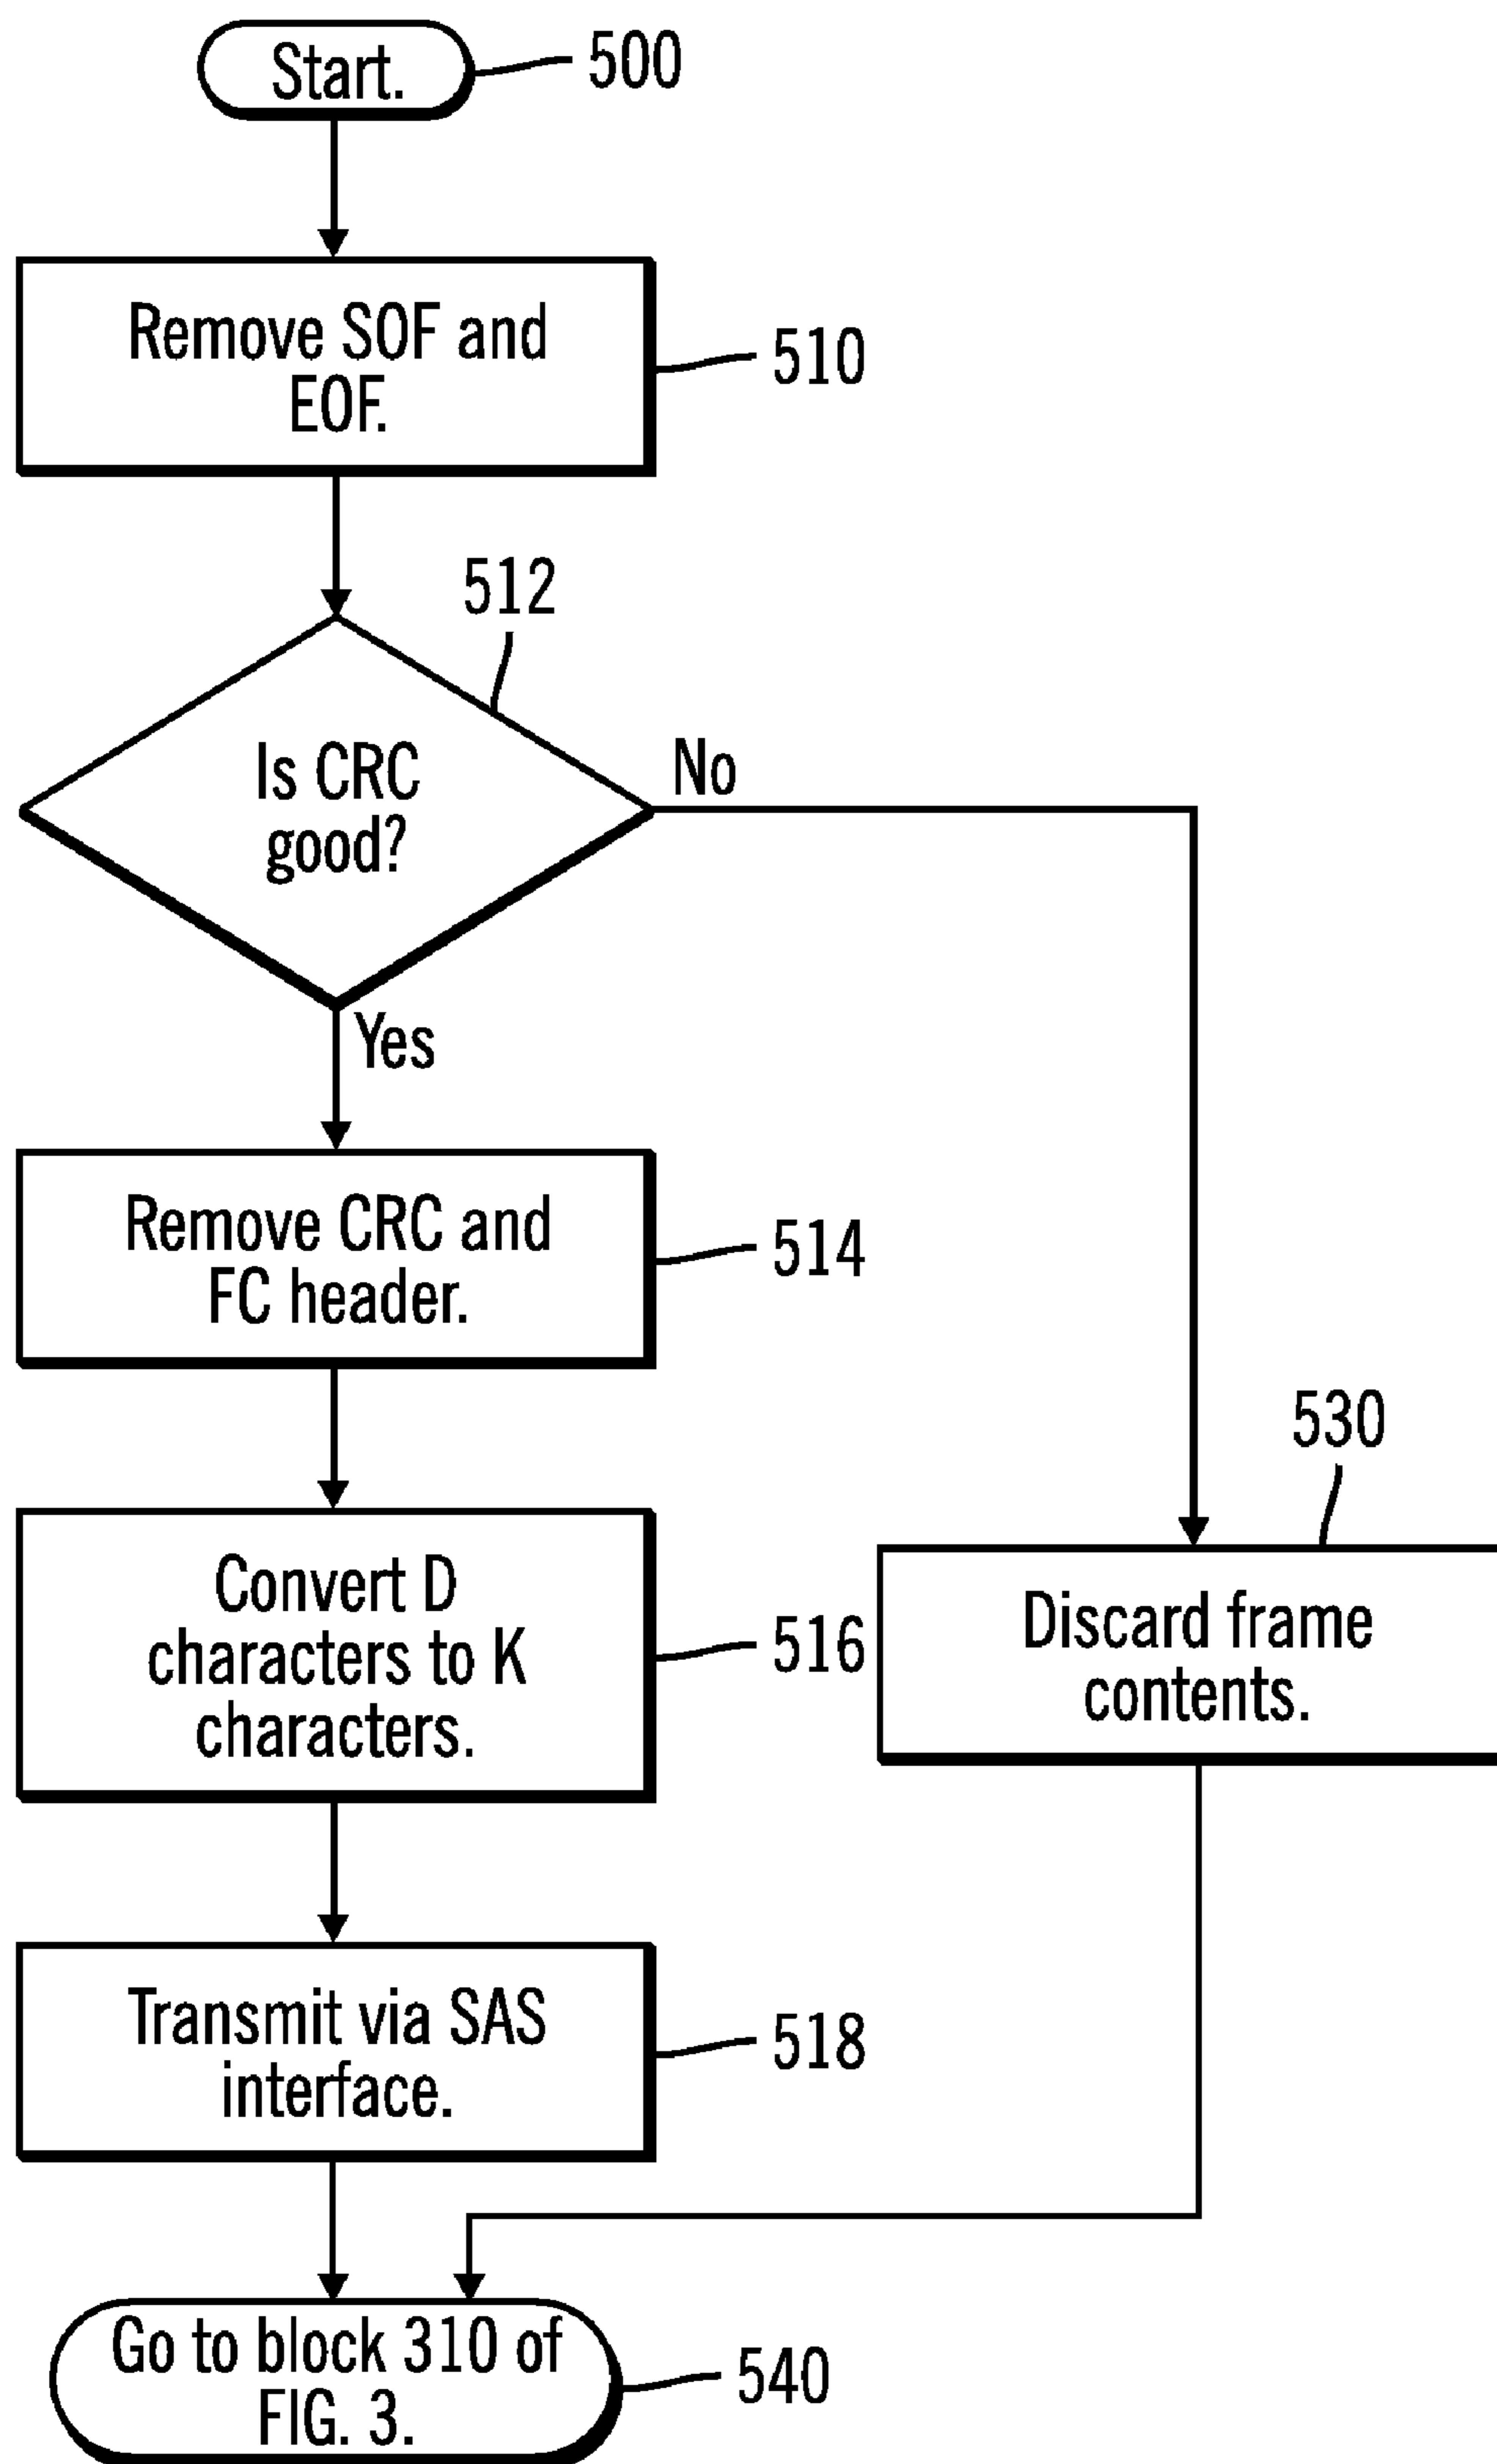 Start.
500
Remove SOF and
EOF.
510
512
Is CRC
good?
No
Yes
Remove CRC and
FC header.
514
530
Convert D
characters to K
characters.
516
Discard frame
contents.
Transmit via SAS
interface.
518
Go to block 310 of
FIG. 3.
540